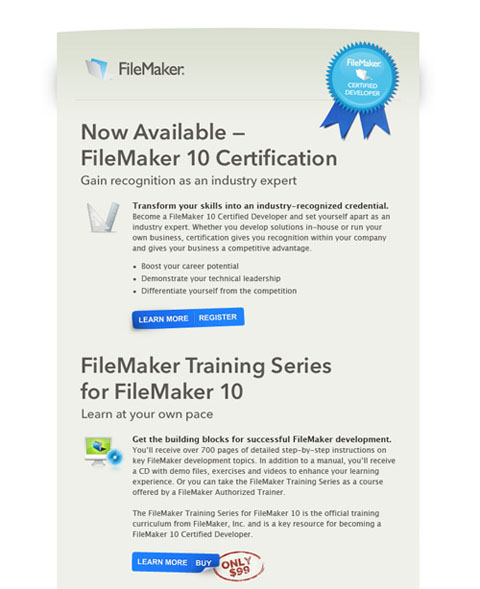 FileMaker.
FileMaker
CERTIFIED
DEVELOPER
Now Available –
FileMaker 10 Certification
Gain recognition as an industry expert
Transform your skills into an industry-recognized credential.
Become a FileMaker 10 Certified Developer and set yourself apart as an
industry expert. Whether you develop solutions in-house or run your
own business, certification gives you recognition within your company
and gives your business a competitive advantage.
• Boost your career potential
• Demonstrate your technical leadership
• Differentiate yourself from the competition
LEARN MORE REGISTER
FileMaker Training Series
for FileMaker 10
Learn at your own pace
Get the building blocks for successful FileMaker development.
You'll receive over 700 pages of detailed step-by-step instructions on
key FileMaker development topics. In addition to a manual, you'll receive
a CD with demo files, exercises and videos to enhance your learning
experience. Or you can take the FileMaker Training Series as a course
offered by a FileMaker Authorized Trainer.
The FileMaker Training Series for FileMaker 10 is the official training
curriculum from FileMaker, Inc. and is a key resource for becoming a
FileMaker 10 Certified Developer.
LEARN MORE BUY
ONLY
$99